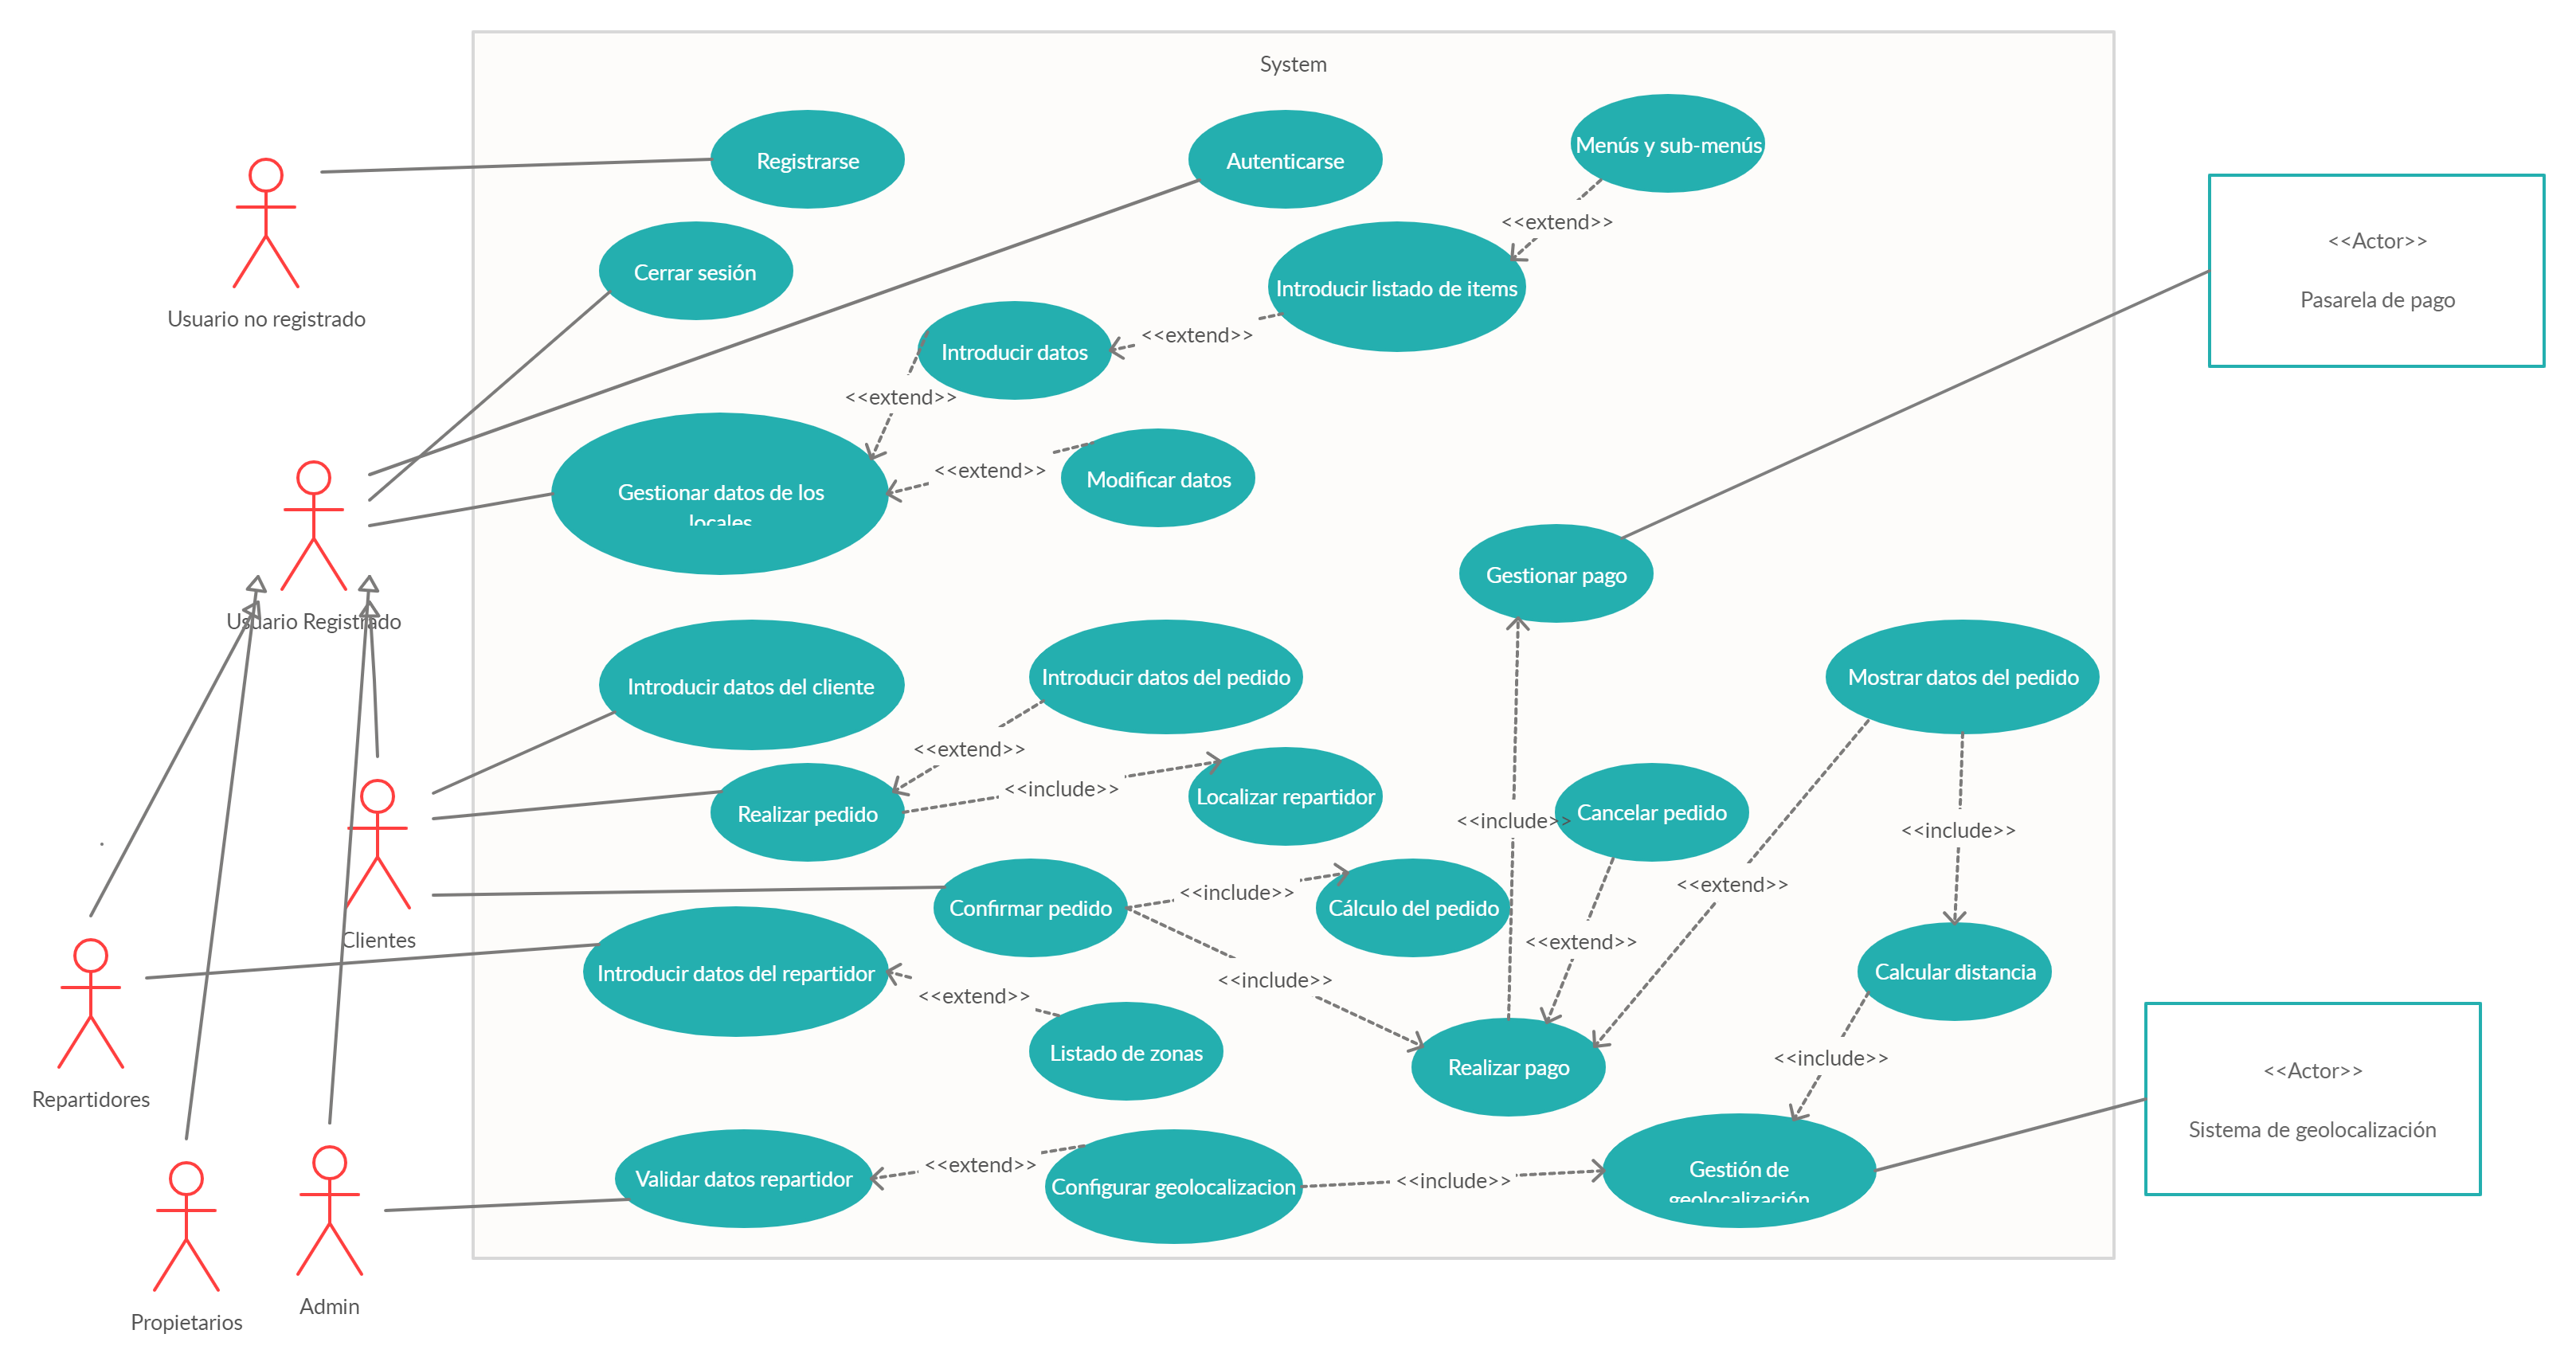 System
Registrarse
Autenticarse
Menús y sub-menús
<<extend>>
<<Actor>>
Pasarela de pago
Cerrar sesión
Introducir listado de items
Usuario no registrado
<<extend>>
Introducir datos
<<extend>>
<<extend>>
Modificar datos
Gestionar datos de los
locales
Gestionar pago
Usuario Registrado
Introducir datos del cliente
Introducir datos del pedido
Mostrar datos del pedido
<<extend>>
<<include>>
Localizar repartidor
Realizar pedido
<<include>>
Cancelar pedido
<<include>>
<<extend>>
<<include>>
Confirmar pedido
Cálculo del pedido
Clientes
<<extend>>
Introducir datos del repartidor
<<include>>
Calcular distancia
<<extend>>
Listado de zonas
Realizar pago
<<include>>
<<Actor>>
Sistema de geolocalización
Repartidores
Validar datos repartidor
<<extend>>
Configurar geolocalizacion
<<include>>
Gestión de
geolocalización
Admin
Propietarios